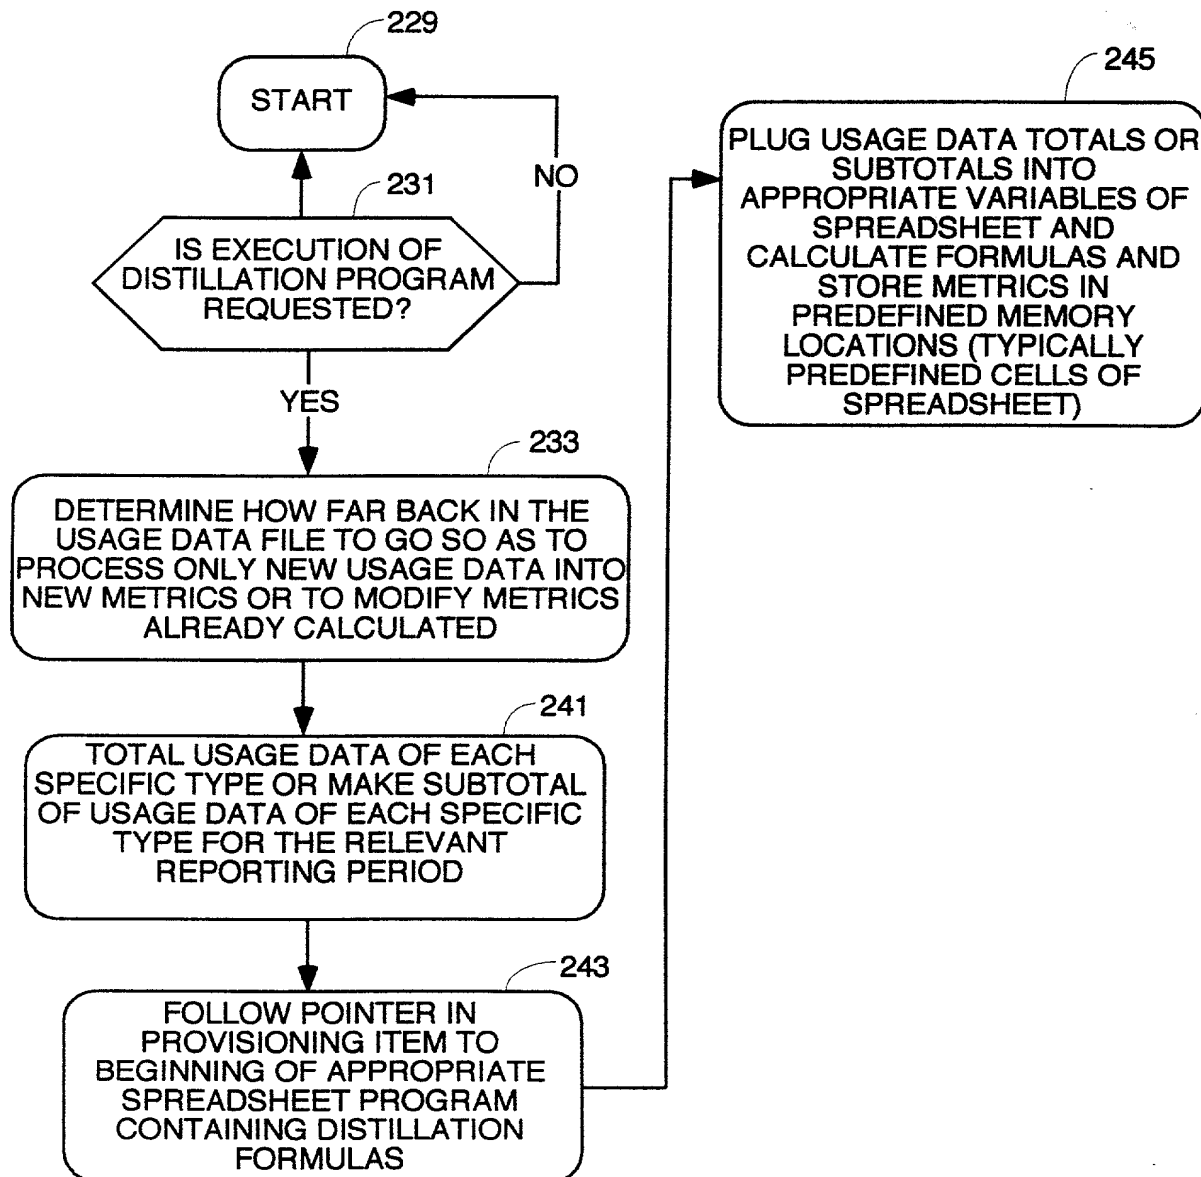 229
START
NO
231
IS EXECUTION OF
DISTILLATION PROGRAM
REQUESTED?
YES
233
DETERMINE HOW FAR BACK IN THE
USAGE DATA FILE TO GO SO AS TO
PROCESS ONLY NEW USAGE DATA INTO
NEW METRICS OR TO MODIFY METRICS
ALREADY CALCULATED
241
TOTAL USAGE DATA OF EACH
SPECIFIC TYPE OR MAKE SUBTOTAL
OF USAGE DATA OF EACH SPECIFIC
TYPE FOR THE RELEVANT
REPORTING PERIOD
243
FOLLOW POINTER IN
PROVISIONING ITEM TO
BEGINNING OF APPROPRIATE
SPREADSHEET PROGRAM
CONTAINING DISTILLATION
FORMULAS
245
PLUG USAGE DATA TOTALS OR
SUBTOTALS INTO
APPROPRIATE VARIABLES OF
SPREADSHEET AND
CALCULATE FORMULAS AND
STORE METRICS IN
PREDEFINED MEMORY
LOCATIONS (TYPICALLY
PREDEFINED CELLS OF
SPREADSHEET)